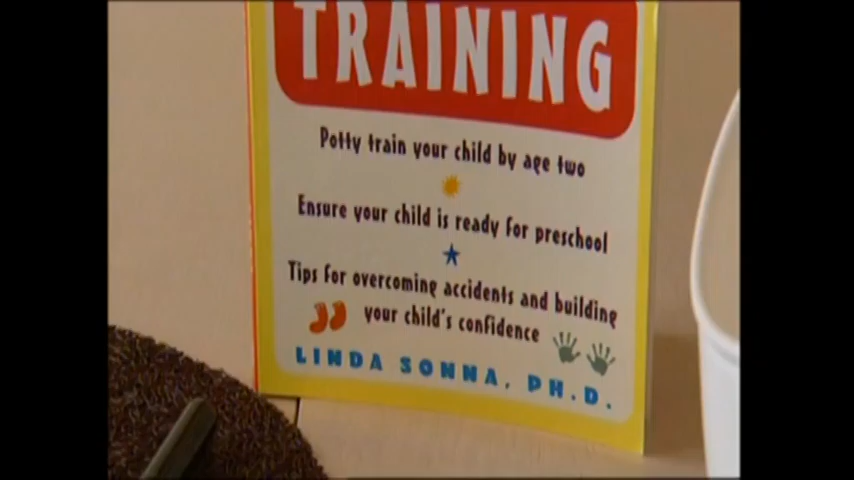 TRAINING
Potty train your child by age two
Ensure your child is ready for preschool
Tips for overcoming accidents and building
your child's confidence
LINDA SONNA, PH.D.